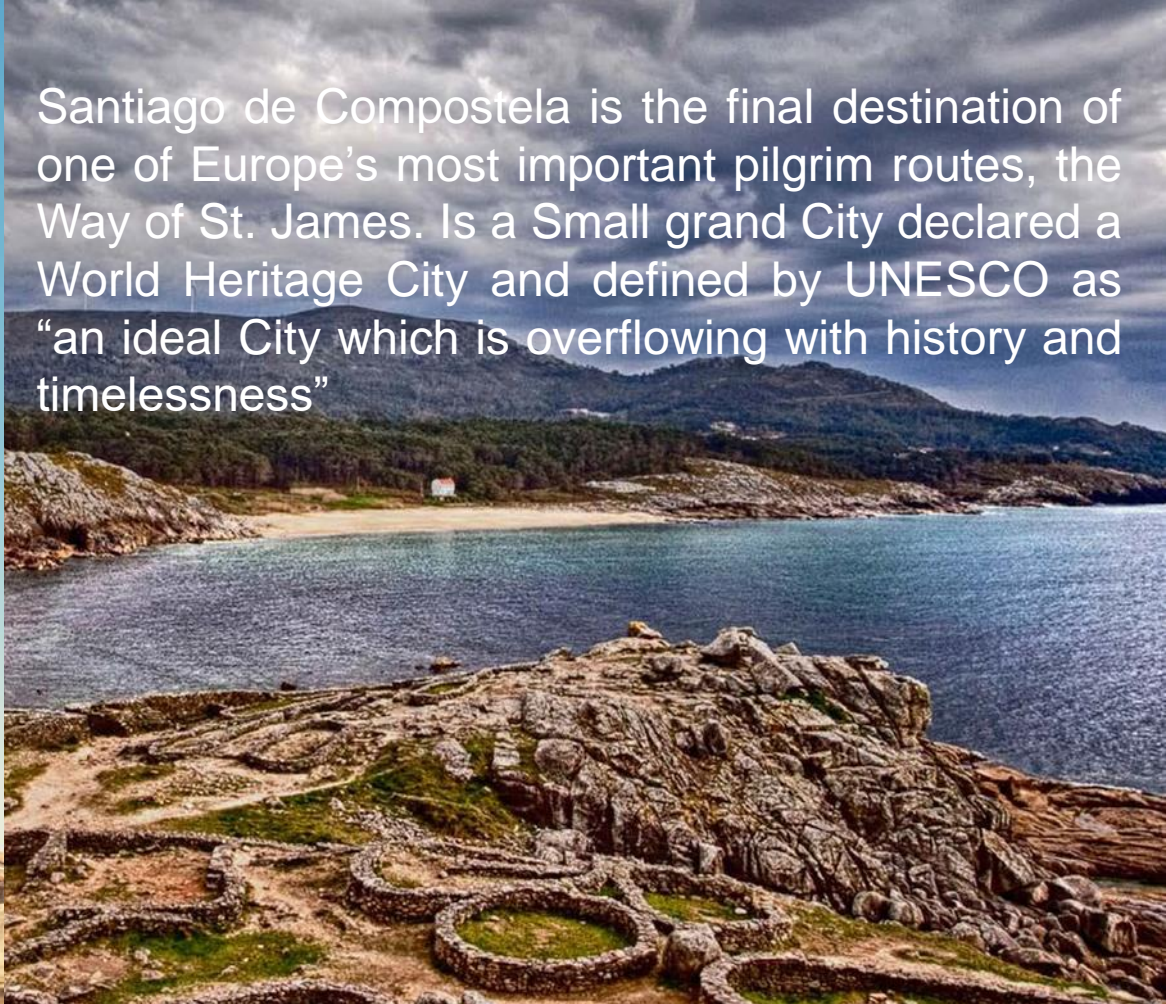 Santiago de Compostela is the final destination of
one of Europe’s most important pilgrim routes, the
Way of St. James. Is a Small grand City declared a
World Heritage City and defined by UNESCO as
“an ideal City which is overflowing with history and
timelessness”